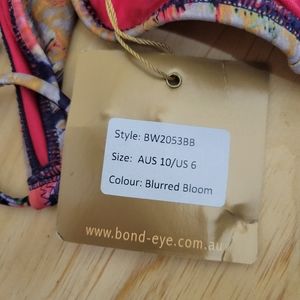 Style: BW2053BB
Size: AUS 10/US 6
Colour: Blurred Bloom
www.bond-eye.com.au